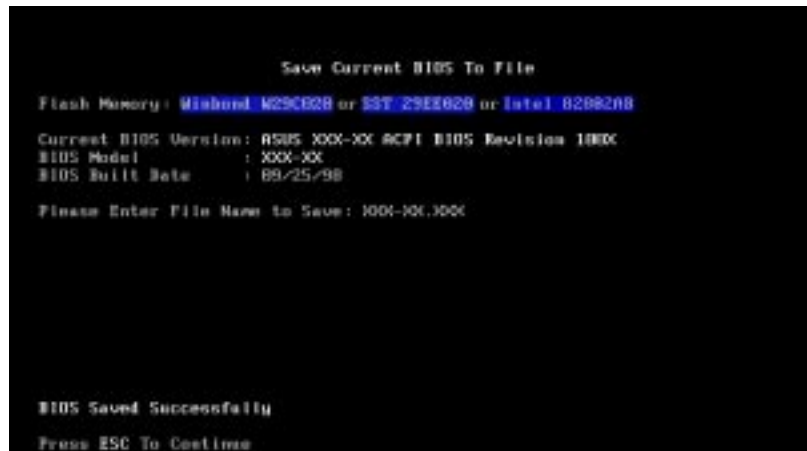 Save Current BIOS To File
Flash Memory: Winbond W29C020 or SST 29EE020 or Intel 82802AB
Current BIOS Version: ASUS XXX-XX ACPI BIOS Revision 100X
BIOS Model : XXX-XX
BIOS Built Date : 09/25/98
Please Enter File Name to Save: XXX-XX.XXX
BIOS Saved Successfully
Press ESC To Continue